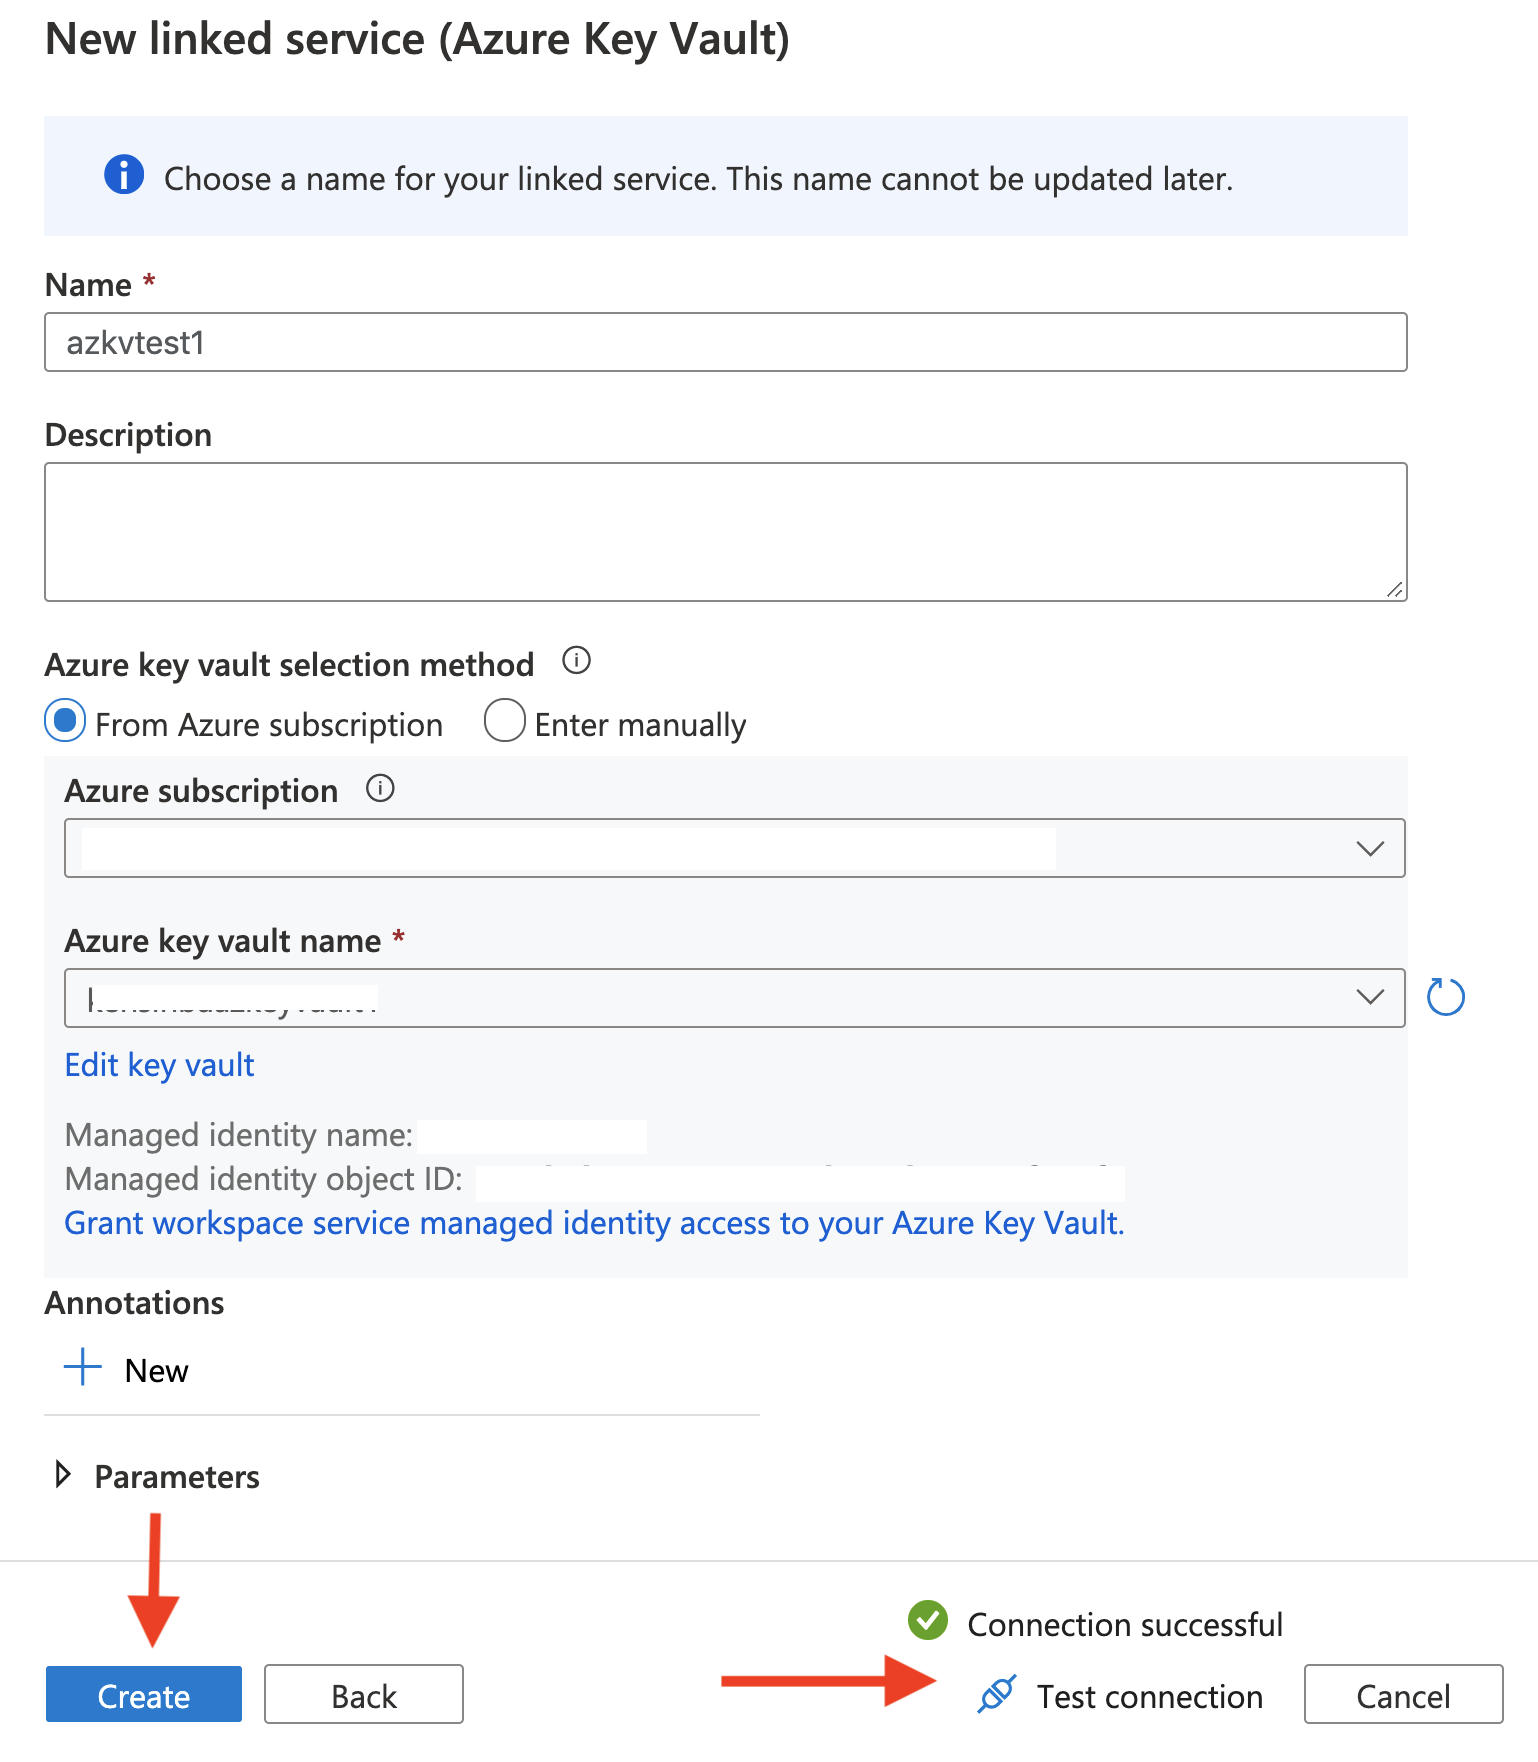 New linked service (Azure Key Vault)
Choose a name for your linked service. This name cannot be updated later.
Name *
azkvtest1
Description
Azure key vault selection method
From Azure subscription Enter manually
Azure subscription
Azure key vault name *
Edit key vault
Managed identity name:
Managed identity object ID:
Grant workspace service managed identity access to your Azure Key Vault.
Annotations
New
Parameters
Connection successful
Create Back Test connection Cancel